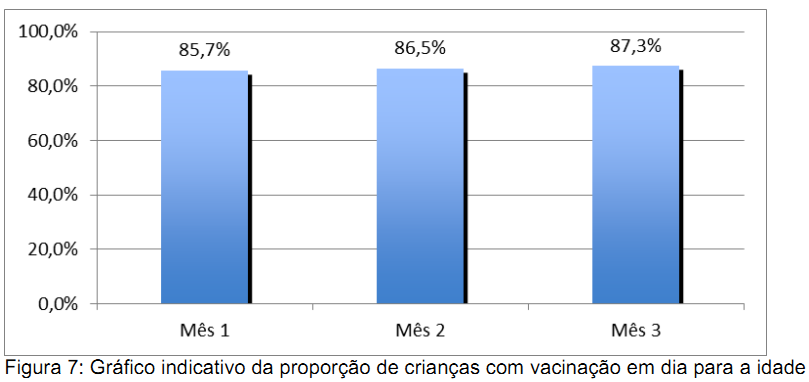 100,0%
85,7% 86,5% 87,3%
80,0%
60,0%
40,0%
20,0%
0,0%
Mês 1 Mês 2 Mês 3
Figura 7: Gráfico indicativo da proporção de crianças com vacinação em dia para a idade